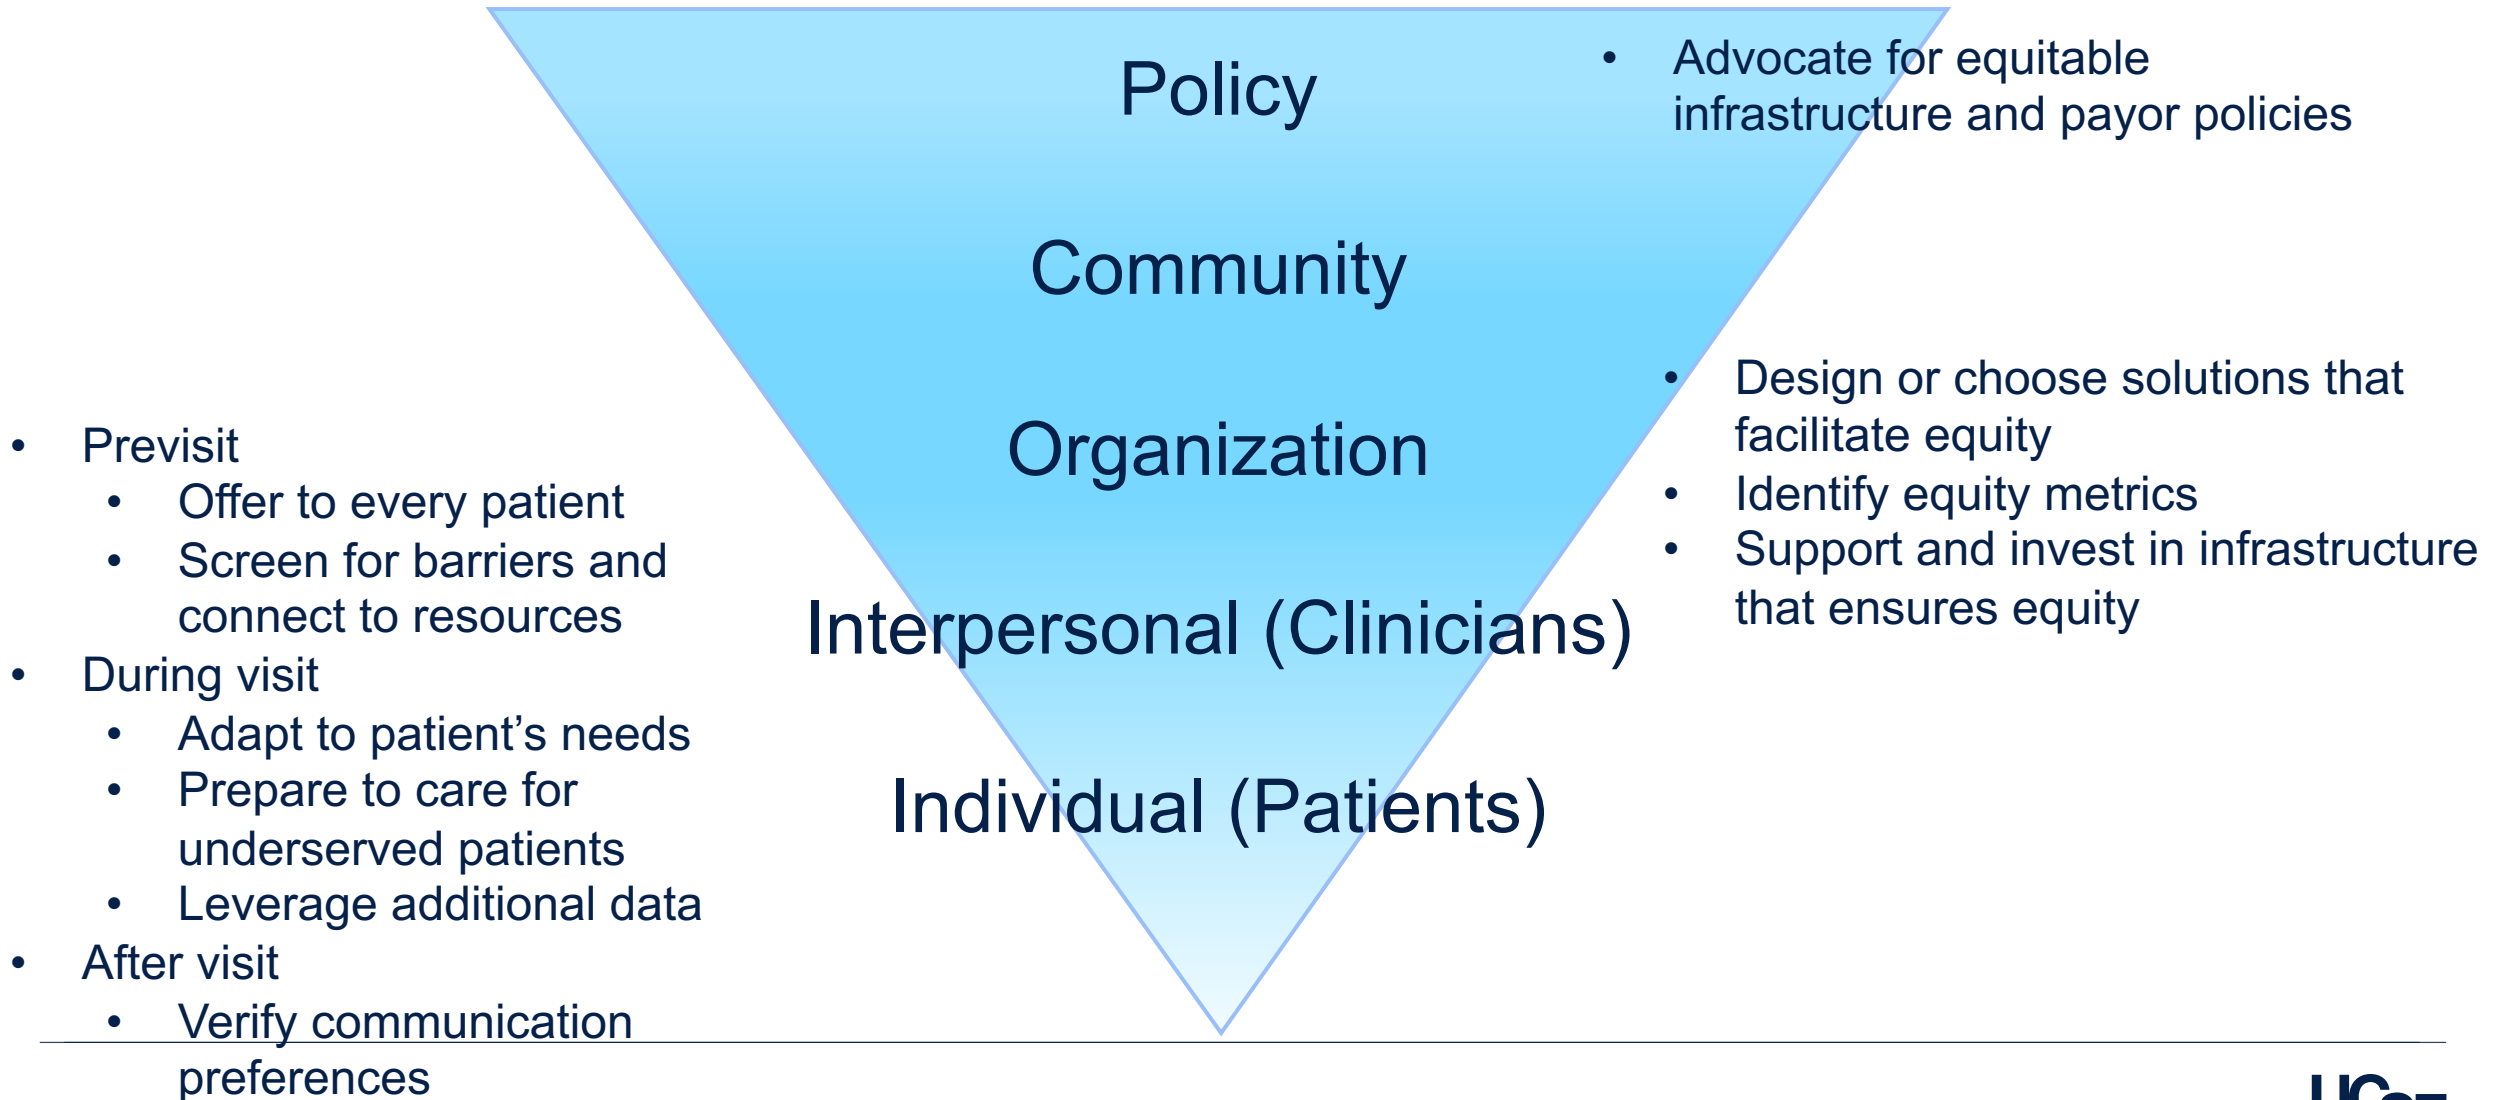 Policy
Community
Organization
Interpersonal (Clinicians)
Individual (Patients)
• Advocate for equitable
infrastructure and payor policies
• Design or choose solutions that
facilitate equity
• Identify equity metrics
• Support and invest in infrastructure
that ensures equity
• Previsit
• Offer to every patient
• Screen for barriers and
connect to resources
• During visit
• Adapt to patient’s needs
• Prepare to care for
underserved patients
• Leverage additional data
• After visit
• Verify communication
preferences